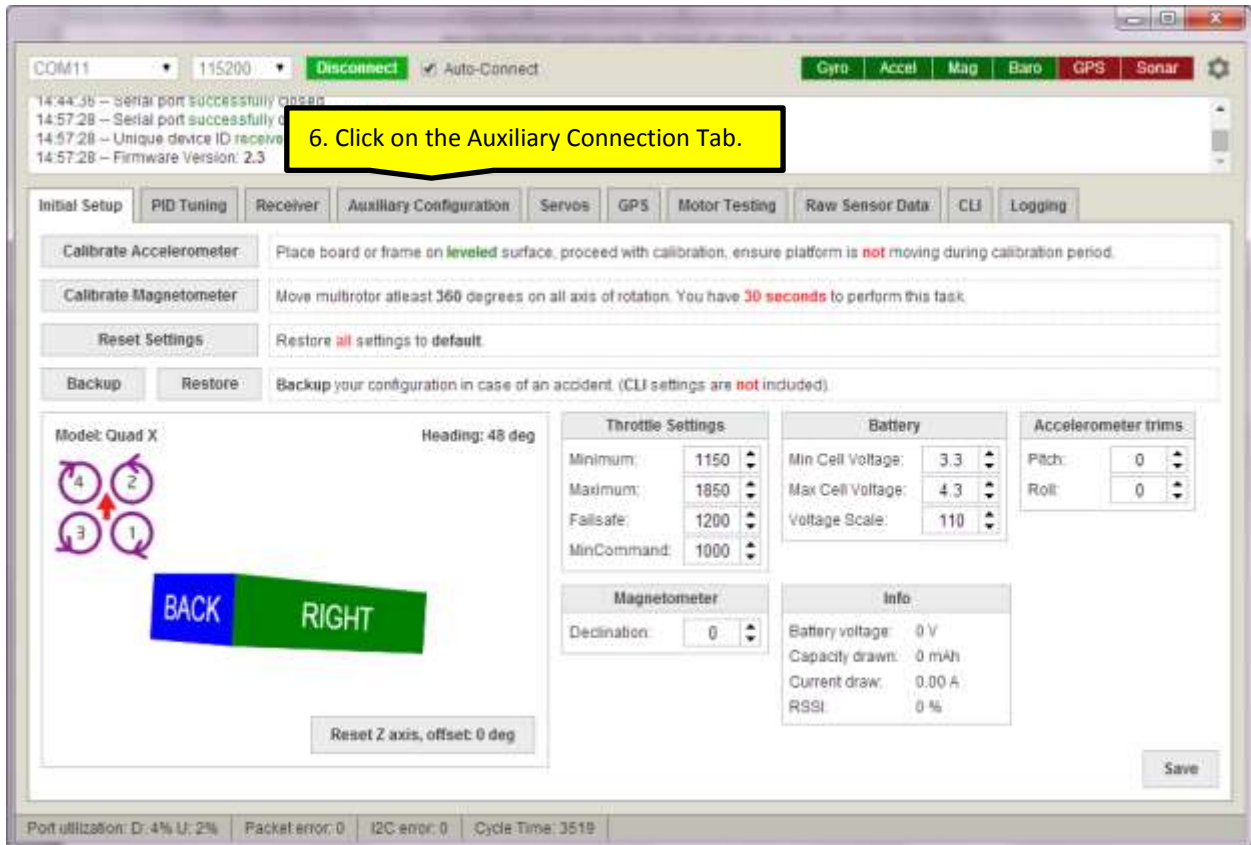 COM11 115200 Disconnect Auto-Connect Gyro Accel Mag Baro GPS Sonar
14:44:36 -- Serial port successfully closed
14:57:28 -- Serial port successfully
14:57:28 -- Unique device ID
14:57:28 -- Firmware Version: 2.3
6. Click on the Auxiliary Connection Tab.
Initial Setup PID Tuning Receiver Auxiliary Configuration Servos GPS Motor Testing Raw Sensor Data CLI Logging
Calibrate Accelerometer Place board or frame on leveled surface, proceed with calibration, ensure platform is not moving during calibration period.
Calibrate Magnetometer Move multirotor atleast 360 degrees on all axis of rotation. You have 30 seconds to perform this task.
Reset Settings Restore all settings to default.
Backup Restore Backup your configuration in case of an accident. (CLI settings are not included).
Model: Quad X Heading: 48 deg
4 2
3 1
BACK RIGHT
Reset Z axis, offset: 0 deg
Throttle Settings
Minimum: 1150
Maximum: 1850
Failsafe: 1200
MinCommand: 1000
Battery
Min Cell Voltage: 3.3
Max Cell Voltage: 4.3
Voltage Scale: 110
Accelerometer trims
Pitch: 0
Roll: 0
Magnetometer
Declination: 0
Info
Battery voltage: 0 V
Capacity drawn: 0 mAh
Current draw: 0.00 A
RSSI: 0 %
Save
Port utilization: D: 4% U: 2% Packet error: 0 I2C error: 0 Cycle Time: 3519